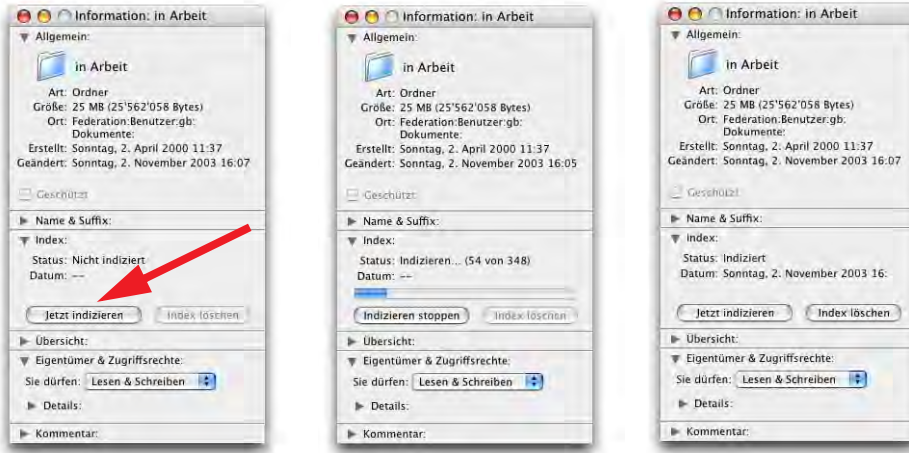 Information: in Arbeit
Allgemein:
in Arbeit
Art: Ordner
Größe: 25 MB (25'562'058 Bytes)
Ort: Federation:Benutzer:gb:
Dokumente:
Erstellt: Sonntag, 2. April 2000 11:37
Geändert: Sonntag, 2. November 2003 16:07
Geschützt
Name & Suffix:
Index:
Status: Nicht indiziert
Datum: --
Jetzt indizieren
Index löschen
Übersicht:
Eigentümer & Zugriffsrechte:
Sie dürfen: Lesen & Schreiben
Details:
Kommentar:
Information: in Arbeit
Allgemein:
in Arbeit
Art: Ordner
Größe: 25 MB (25'562'058 Bytes)
Ort: Federation:Benutzer:gb:
Dokumente:
Erstellt: Sonntag, 2. April 2000 11:37
Geändert: Sonntag, 2. November 2003 16:05
Geschützt
Name & Suffix:
Index:
Status: Indizieren... (54 von 348)
Datum: --
Indizieren stoppen
Index löschen
Übersicht:
Eigentümer & Zugriffsrechte:
Sie dürfen: Lesen & Schreiben
Details:
Kommentar:
Information: in Arbeit
Allgemein:
in Arbeit
Art: Ordner
Größe: 25 MB (25'562'058 Bytes)
Ort: Federation:Benutzer:gb:
Dokumente:
Erstellt: Sonntag, 2. April 2000 11:37
Geändert: Sonntag, 2. November 2003 16:07
Geschützt
Name & Suffix:
Index:
Status: Indiziert
Datum: Sonntag, 2. November 2003 16:
Jetzt indizieren
Index löschen
Übersicht:
Eigentümer & Zugriffsrechte:
Sie dürfen: Lesen & Schreiben
Details:
Kommentar: